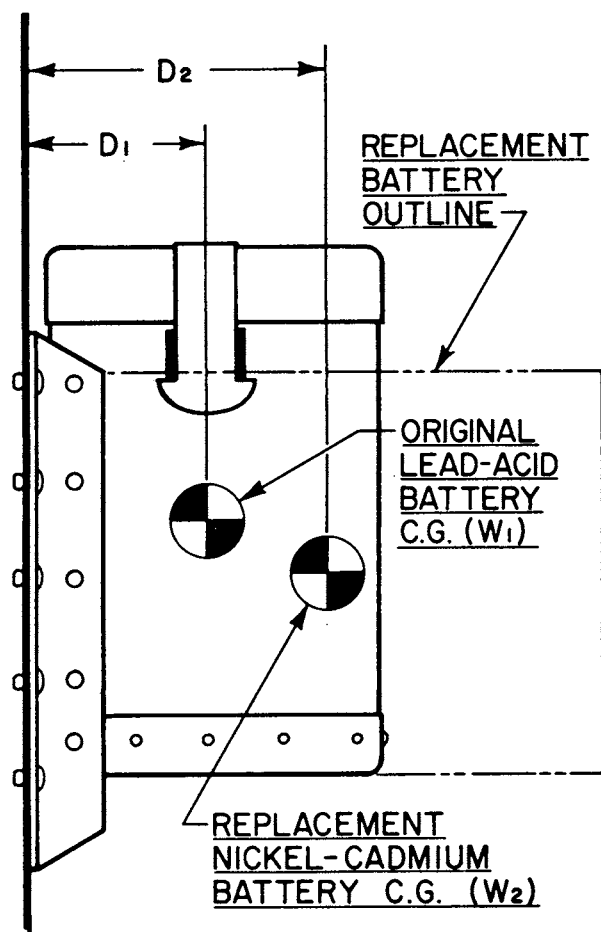 D2
D1
REPLACEMENT
BATTERY
OUTLINE
ORIGINAL
LEAD-ACID
BATTERY
C.G. (W1)
REPLACEMENT
NICKEL-CADMIUM
BATTERY C.G. (W2)